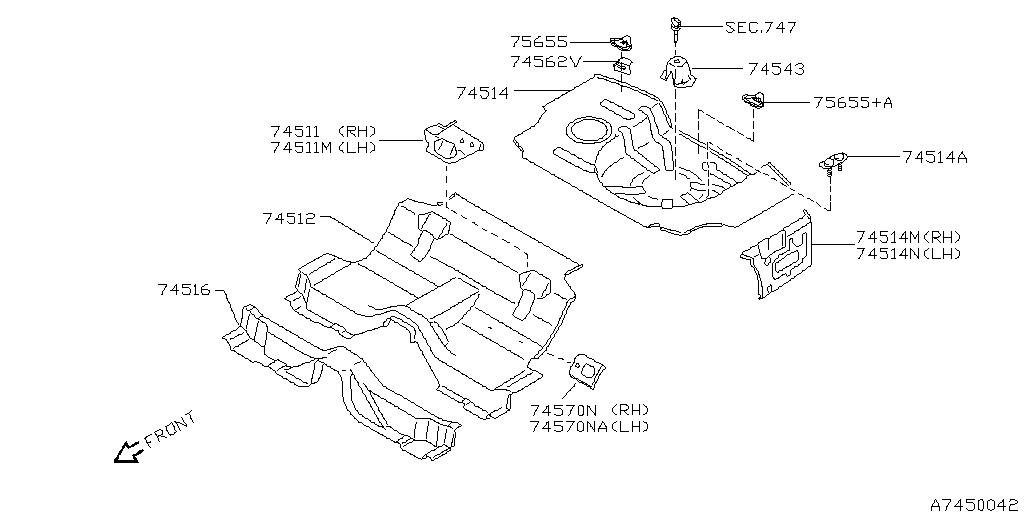 SEC.747
75655
74562V
74543
74514
75655+A
74511 (RH)
74511M(LH)
74514A
74512
74514M(RH)
74514N(LH)
74516
74570N (RH)
74570NA(LH)
FRONT
A7450042